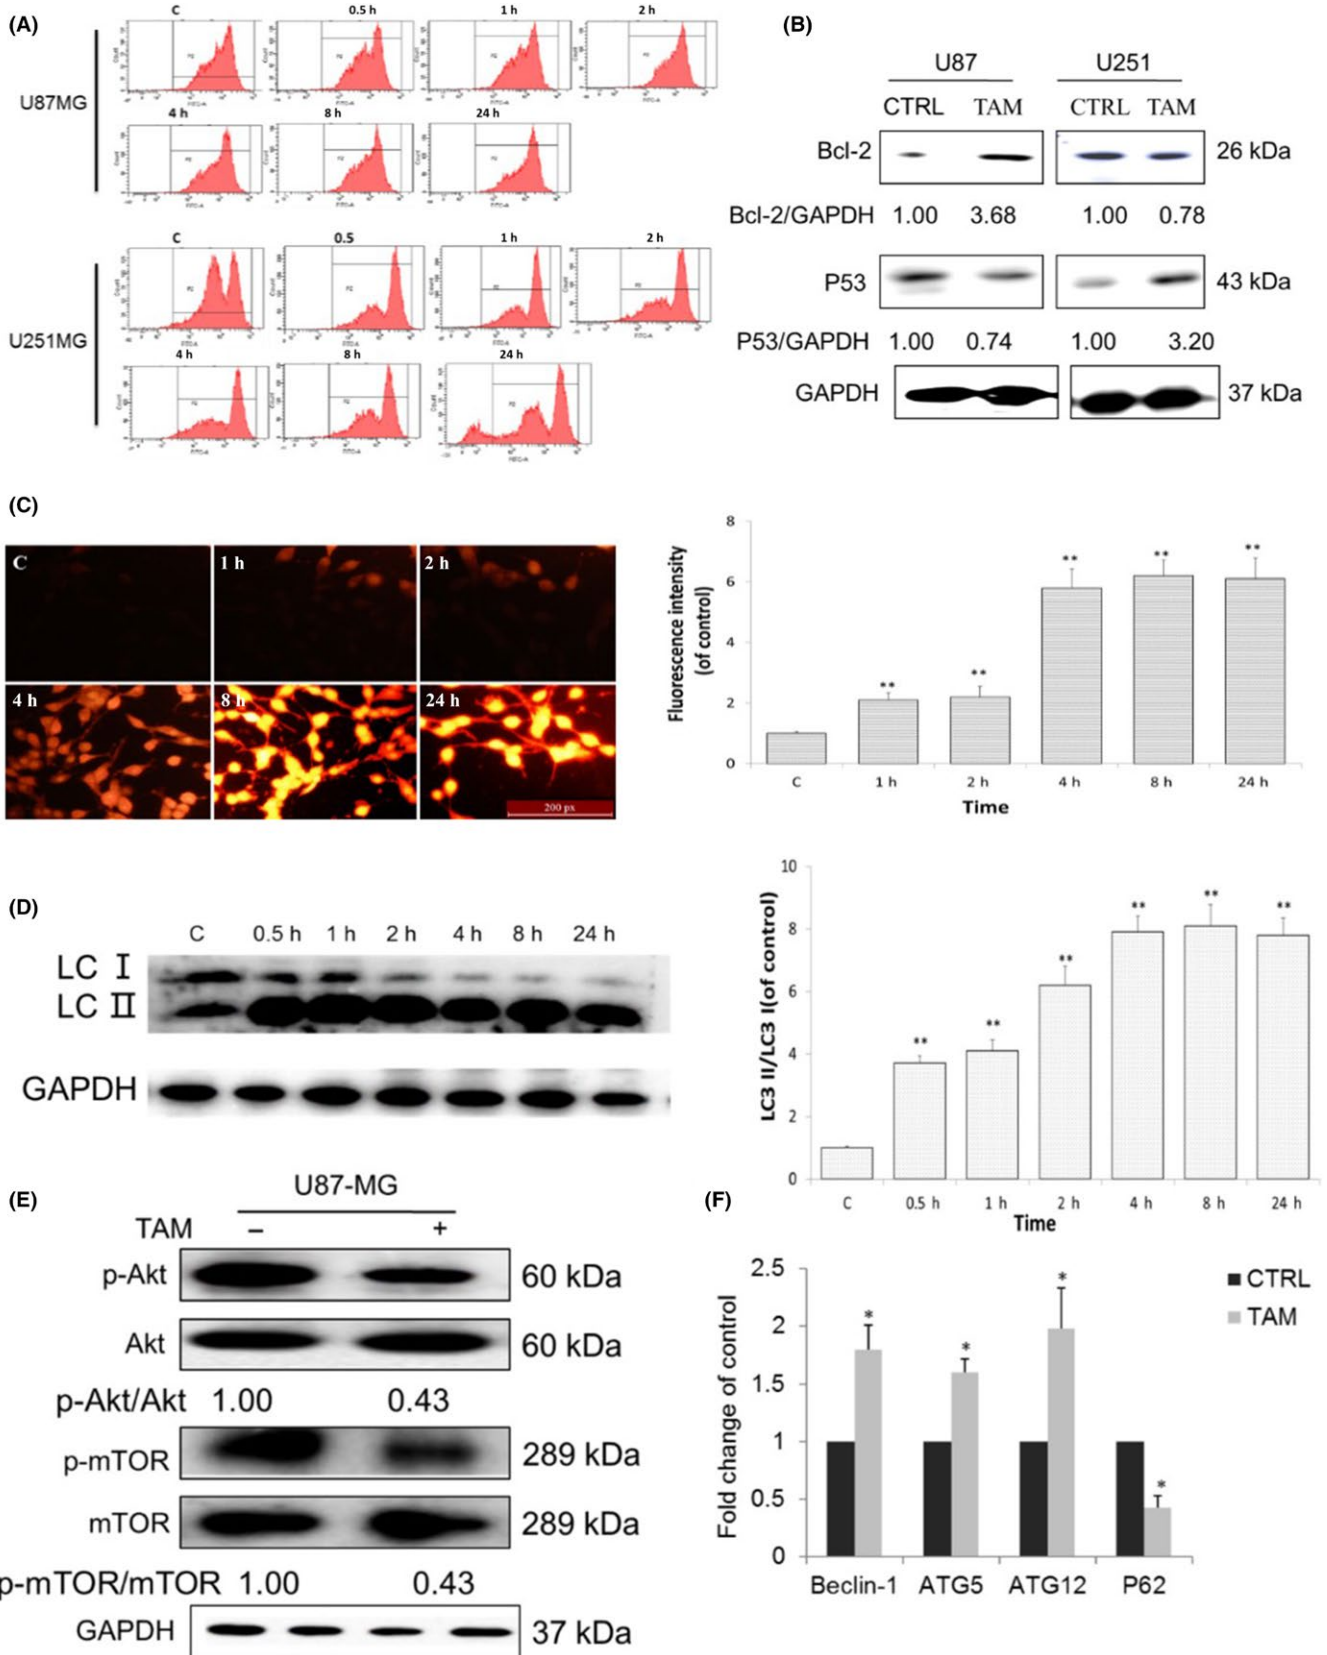 (A)
C 0.5 h 1 h 2 h
U87MG
4 h 8 h 24 h
C 0.5 1 h 2 h
U251MG
4 h 8 h 24 h
(B)
U87 U251
CTRL TAM CTRL TAM
Bcl-2 26 kDa
Bcl-2/GAPDH 1.00 3.68 1.00 0.78
P53 43 kDa
P53/GAPDH 1.00 0.74 1.00 3.20
GAPDH 37 kDa
(C)
C 1 h 2 h
4 h 8 h 24 h
200 px
Fluorescence intensity
(of control)
8
6
4
2
0
** ** ** ** **
C 1 h 2 h 4 h 8 h 24 h
Time
(D)
C 0.5 h 1 h 2 h 4 h 8 h 24 h
LC I
LC II
GAPDH
LC3 II/LC3 I(of control)
10
8
6
4
2
0
** ** ** ** ** **
C 0.5 h 1 h 2 h 4 h 8 h 24 h
Time
(E)
U87-MG
TAM – +
p-Akt 60 kDa
Akt 60 kDa
p-Akt/Akt 1.00 0.43
p-mTOR 289 kDa
mTOR 289 kDa
p-mTOR/mTOR 1.00 0.43
GAPDH 37 kDa
(F)
Fold change of control
2.5
2
1.5
1
0.5
0
* * * *
Beclin-1 ATG5 ATG12 P62
CTRL
TAM